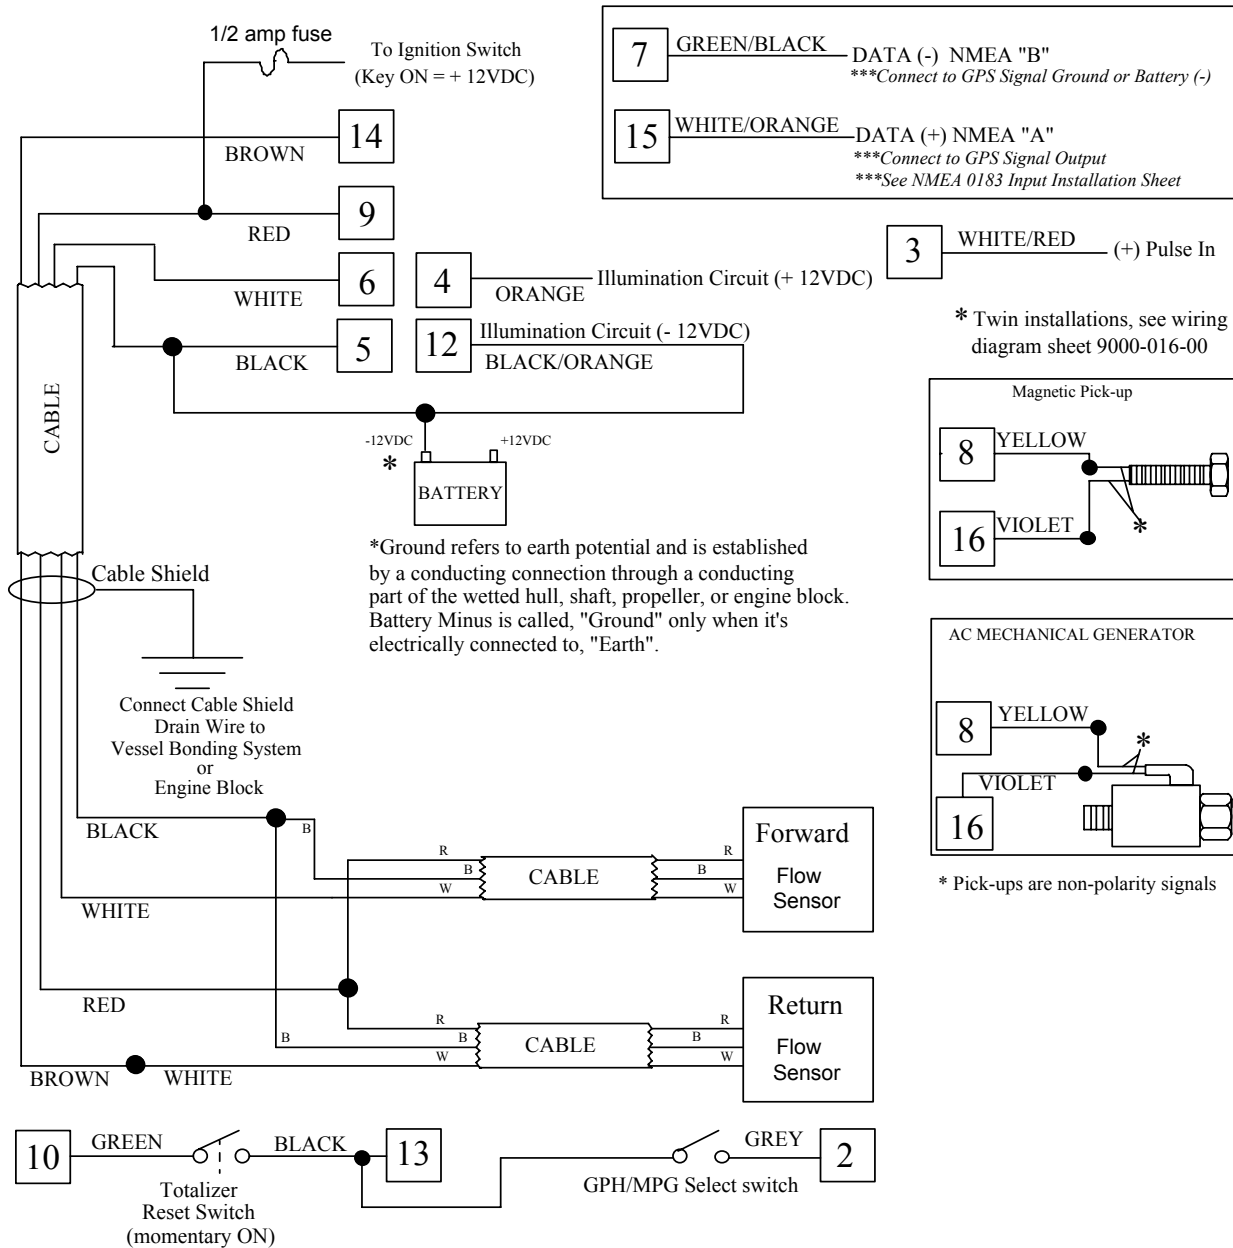 1/2 amp fuse
To Ignition Switch
(Key ON = + 12VDC)
14
BROWN
9
RED
6
WHITE
5
BLACK
4
ORANGE
Illumination Circuit (+ 12VDC)
12
Illumination Circuit (- 12VDC)
BLACK/ORANGE
7
GREEN/BLACK
DATA (-) NMEA "B"
***Connect to GPS Signal Ground or Battery (-)
15
WHITE/ORANGE
DATA (+) NMEA "A"
***Connect to GPS Signal Output
***See NMEA 0183 Input Installation Sheet
3
WHITE/RED
(+) Pulse In
* Twin installations, see wiring
diagram sheet 9000-016-00
CABLE
-12VDC
+12VDC
*
BATTERY
*Ground refers to earth potential and is established
by a conducting connection through a conducting
part of the wetted hull, shaft, propeller, or engine block.
Battery Minus is called, "Ground" only when it's
electrically connected to, "Earth".
Magnetic Pick-up
8
YELLOW
16
VIOLET
*
AC MECHANICAL GENERATOR
8
YELLOW
*
VIOLET
16
* Pick-ups are non-polarity signals
Cable Shield
Connect Cable Shield
Drain Wire to
Vessel Bonding System
or
Engine Block
BLACK
B
WHITE
R
B
W
CABLE
R
B
W
Forward
Flow
Sensor
RED
B
R
B
W
CABLE
R
B
W
Return
Flow
Sensor
BROWN
WHITE
10
GREEN
BLACK
13
Totalizer
Reset Switch
(momentary ON)
GPH/MPG Select switch
GREY
2